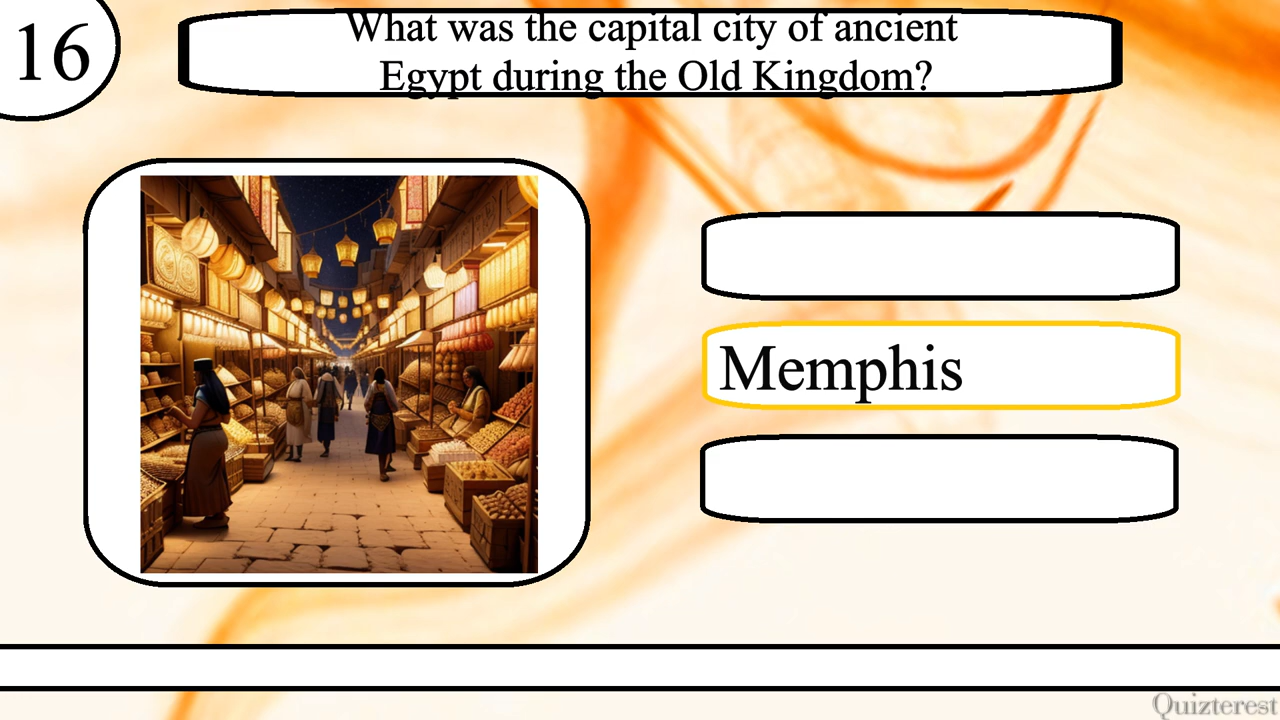 16
What was the capital city of ancient
Egypt during the Old Kingdom?
Memphis
Quizterest